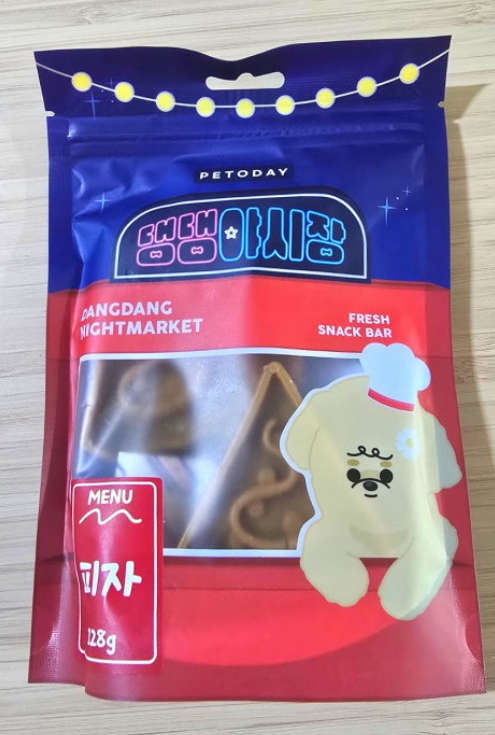 PETODAY
댕댕야시장
DANGDANG
NIGHTMARKET
FRESH
SNACK BAR
MENU
피자
128g